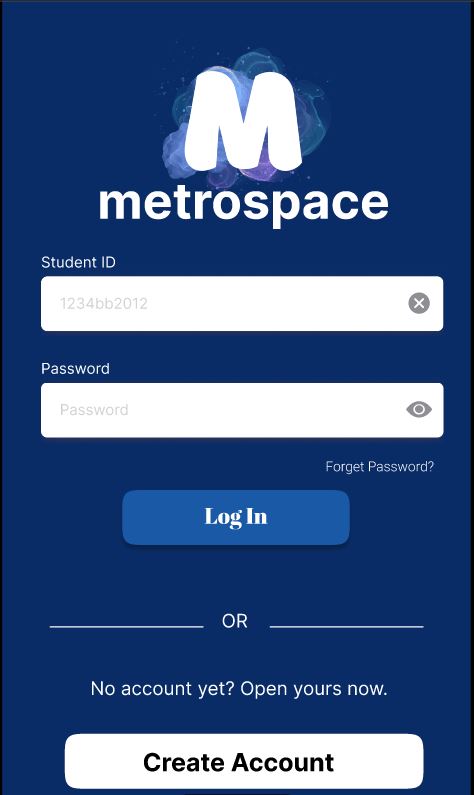 M
metrospace
Student ID
1234bb2012
Password
Password
Forget Password?
Log In
OR
No account yet? Open yours now.
Create Account